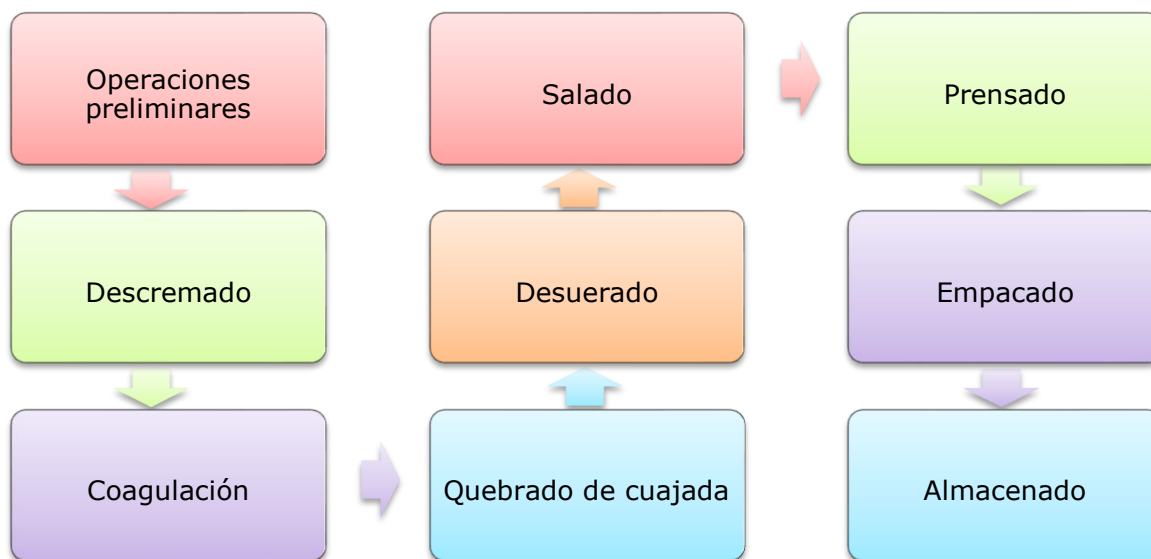 Operaciones
preliminares
Descremado
Coagulación
Quebrado de cuajada
Desuerado
Salado
Prensado
Empacado
Almacenado